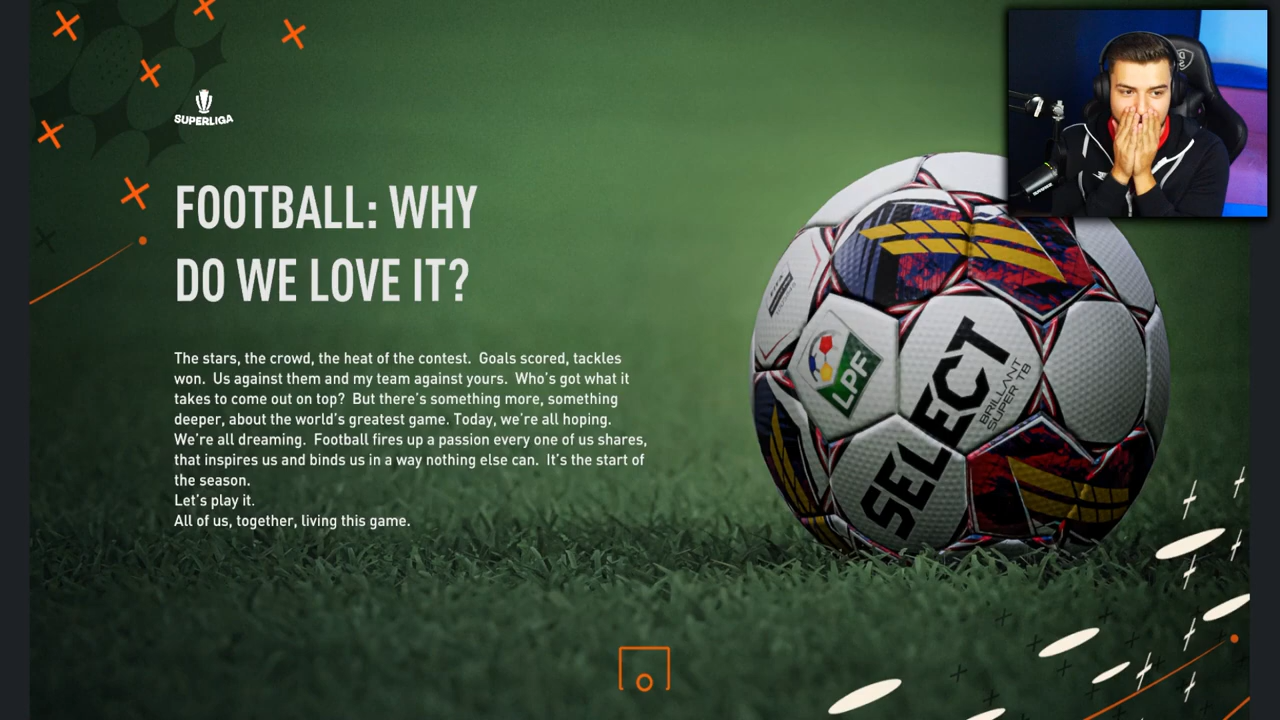 SUPERLIGA
FOOTBALL: WHY
DO WE LOVE IT?
The stars, the crowd, the heat of the contest.  Goals scored, tackles
won.  Us against them and my team against yours.  Who's got what it
takes to come out on top?  But there's something more, something
deeper, about the world's greatest game. Today, we're all hoping.
We're all dreaming.  Football fires up a passion every one of us shares,
that inspires us and binds us in a way nothing else can.  It's the start of
the season.
Let's play it.
All of us, together, living this game.
LPF
SELECT
BRILLANT
SUPER TB